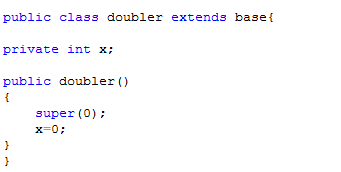 public class doubler extends base{
private int x;
public doubler()
{
super(0);
x=0;
}
}